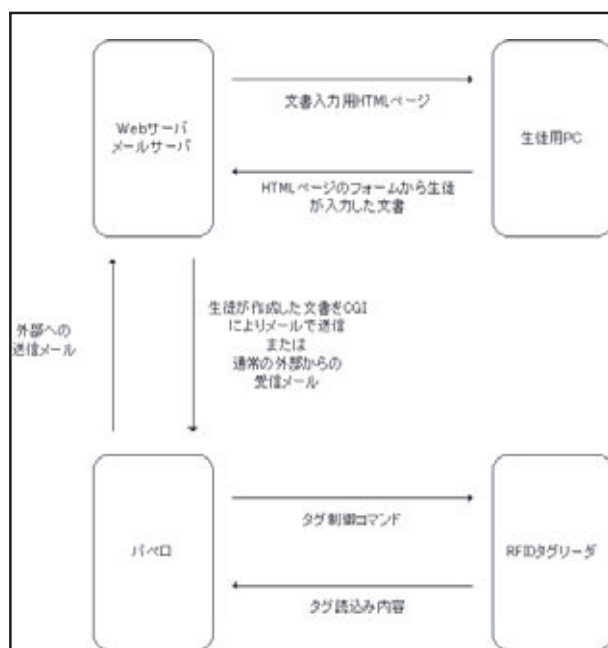 Webサーバ
メールサーバ
文書入力用HTMLページ
生徒用PC
HTMLページのフォームから生徒
が入力した文書
外部への
送信メール
生徒が作成した文書をCGI
によりメールで送信
または
通常の外部からの
受信メール
パペロ
タグ制御コマンド
RFIDタグリーダ
タグ読込み内容